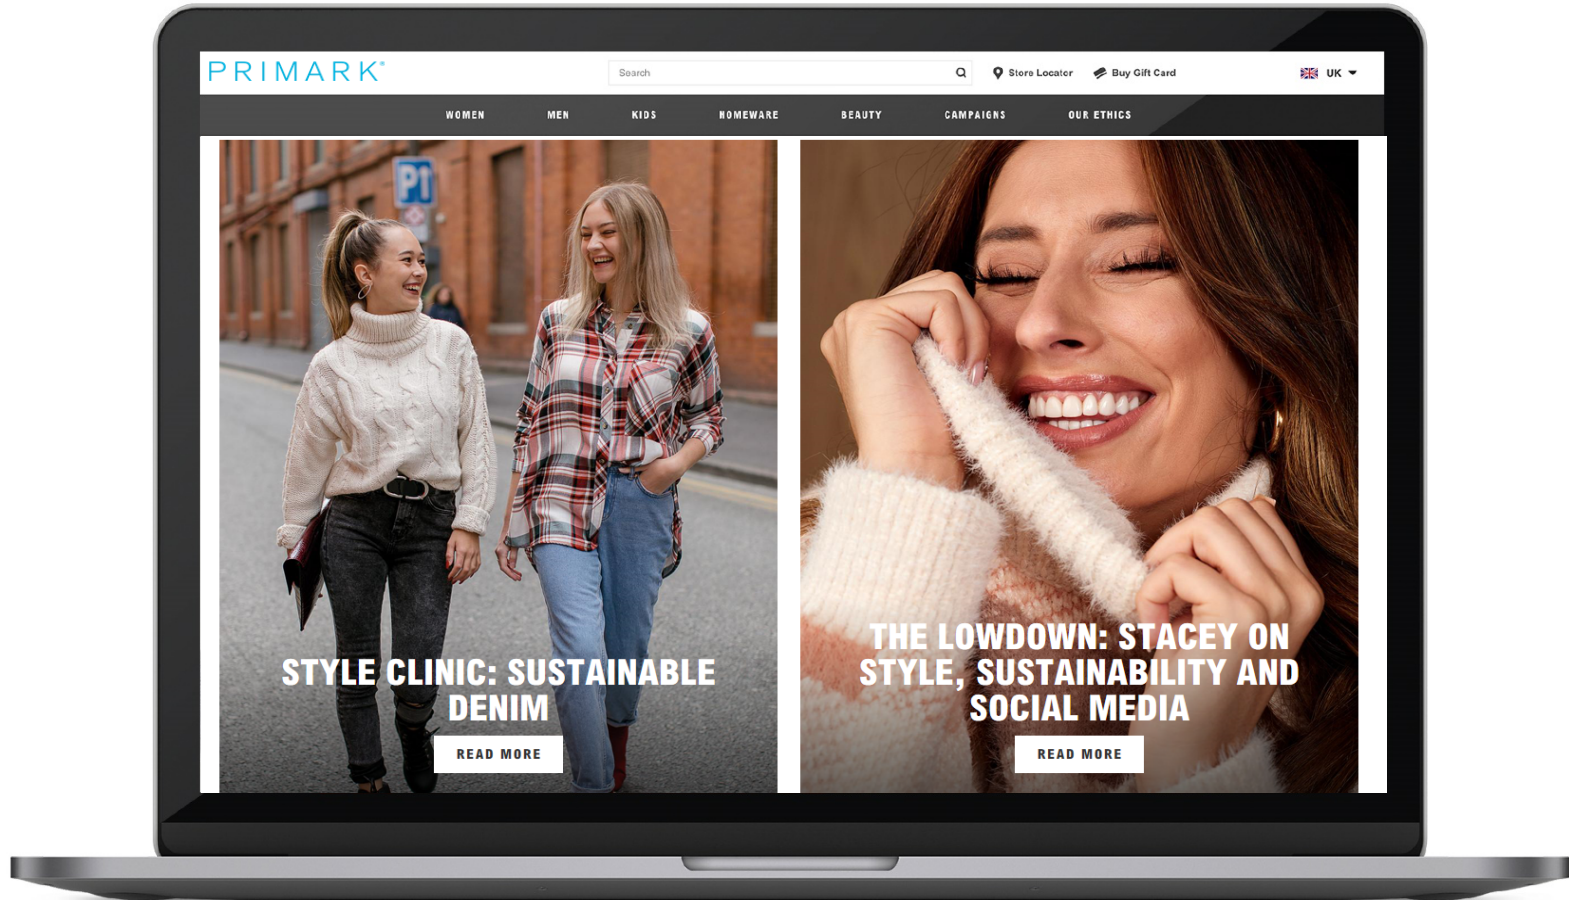 PRIMARK®
Search
Store Locator
Buy Gift Card
UK
WOMEN
MEN
KIDS
HOMEWARE
BEAUTY
CAMPAIGNS
OUR ETHICS
P↑
STYLE CLINIC: SUSTAINABLE
DENIM
READ MORE
THE LOWDOWN: STACEY ON
STYLE, SUSTAINABILITY AND
SOCIAL MEDIA
READ MORE